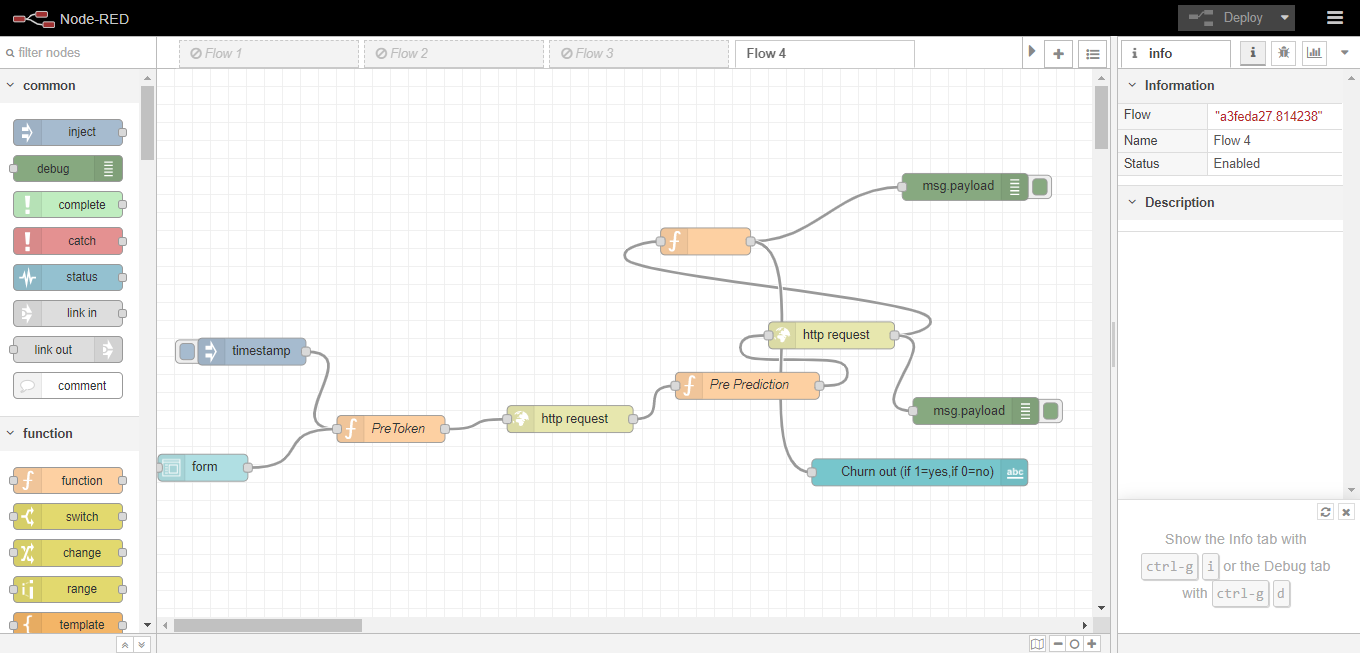 Node-RED
Deploy
filter nodes
Flow 1
Flow 2
Flow 3
Flow 4
i info
i
common
inject
debug
complete
catch
status
link in
link out
comment
function
function
switch
change
range
template
msg.payload
http request
timestamp
Pre Prediction
msg.payload
PreToken
http request
form
Churn out (if 1=yes,if 0=no)
abc
Information
Flow "a3feda27.814238"
Name Flow 4
Status Enabled
Description
Show the Info tab with
ctrl-g i or the Debug tab
with ctrl-g d